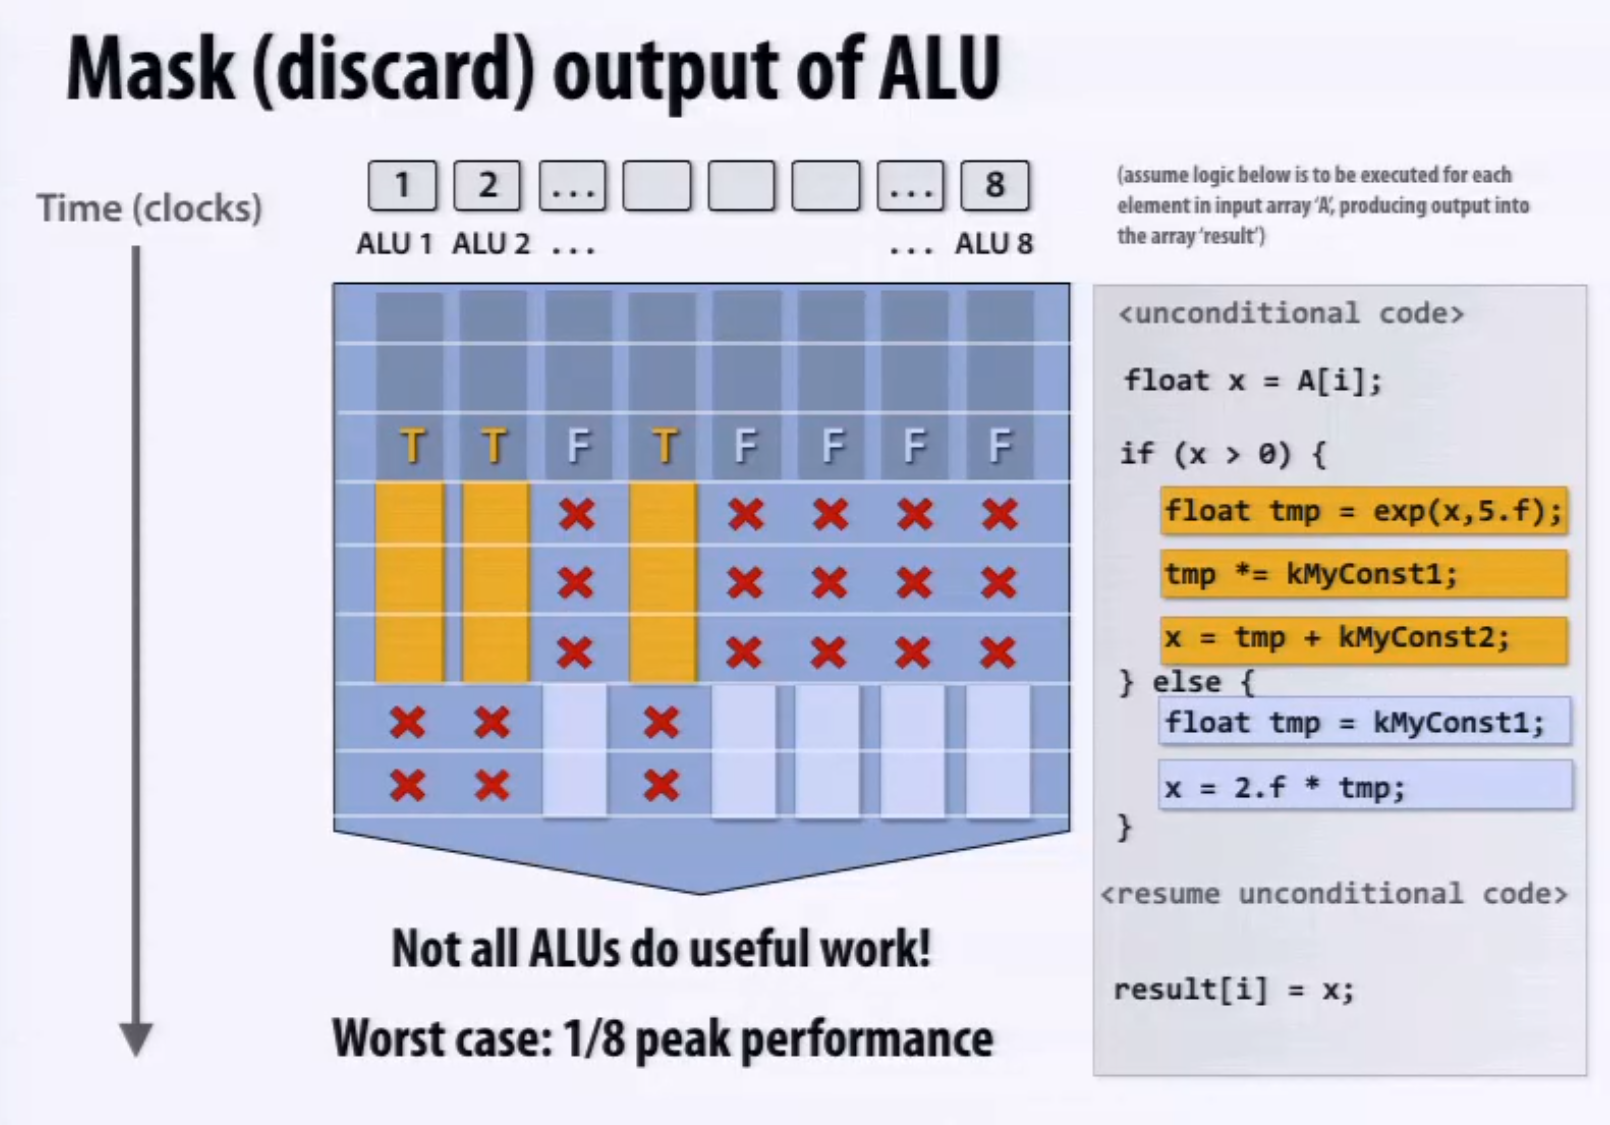 Mask (discard) output of ALU
Time (clocks)
1 2 ... ... 8
ALU 1 ALU 2 ... ... ALU 8
(assume logic below is to be executed for each
element in input array ‘A’, producing output into
the array ‘result’)
T T F T F F F F
<unconditional code>
float x = A[i];
if (x > 0) {
float tmp = exp(x,5.f);
tmp *= kMyConst1;
x = tmp + kMyConst2;
} else {
float tmp = kMyConst1;
x = 2.f * tmp;
}
<resume unconditional code>
result[i] = x;
Not all ALUs do useful work!
Worst case: 1/8 peak performance